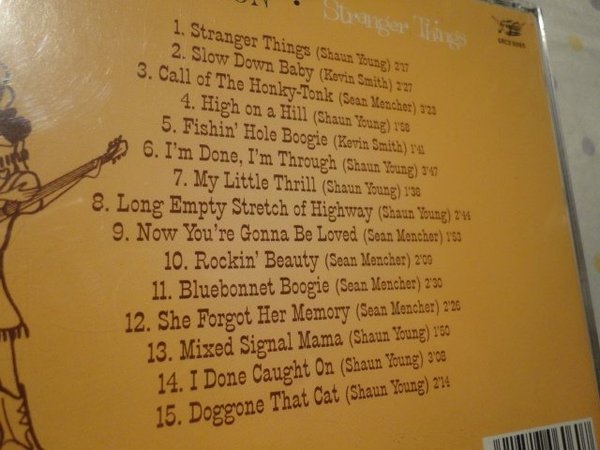 ON • Stranger Things
1. Stranger Things (Shaun Young) 2'17
2. Slow Down Baby (Kevin Smith) 2'27
3. Call of The Honky-Tonk (Sean Mencher) 3'23
4. High on a Hill (Shaun Young) 1'58
5. Fishin' Hole Boogie (Kevin Smith) 1'41
6. I'm Done, I'm Through (Shaun Young) 3'47
7. My Little Thrill (Shaun Young) 1'38
8. Long Empty Stretch of Highway (Shaun Young) 2'44
9. Now You're Gonna Be Loved (Sean Mencher) 1'53
10. Rockin' Beauty (Sean Mencher) 2'09
11. Bluebonnet Boogie (Sean Mencher) 2'30
12. She Forgot Her Memory (Sean Mencher) 2'26
13. Mixed Signal Mama (Shaun Young) 1'50
14. I Done Caught On (Shaun Young) 3'08
15. Doggone That Cat (Shaun Young) 2'14